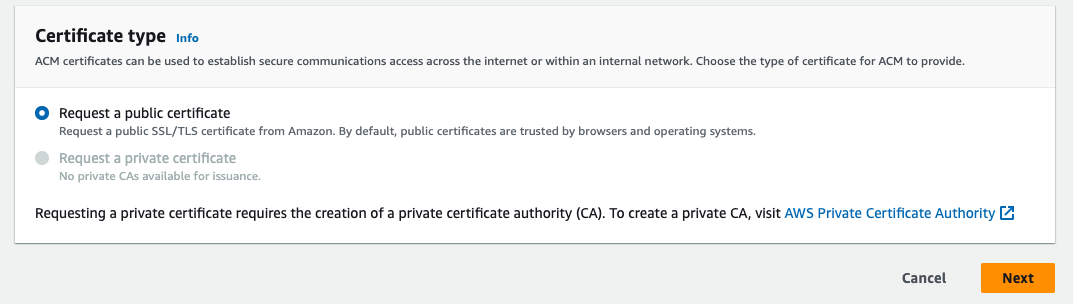 Certificate type Info
ACM certificates can be used to establish secure communications access across the internet or within an internal network. Choose the type of certificate for ACM to provide.
Request a public certificate
Request a public SSL/TLS certificate from Amazon. By default, public certificates are trusted by browsers and operating systems.
Request a private certificate
No private CAs available for issuance.
Requesting a private certificate requires the creation of a private certificate authority (CA). To create a private CA, visit AWS Private Certificate Authority
Cancel Next